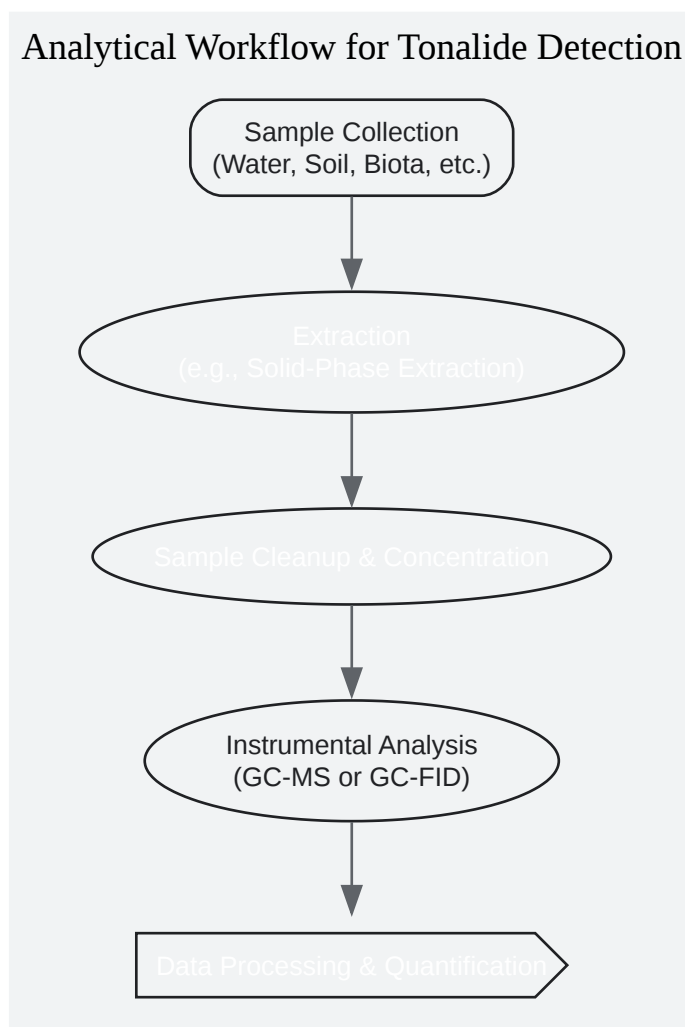 Analytical Workflow for Tonalide Detection
Sample Collection
(Water, Soil, Biota, etc.)
Extraction
(e.g., Solid-Phase Extraction)
Sample Cleanup & Concentration
Instrumental Analysis
(GC-MS or GC-FID)
Data Processing & Quantification